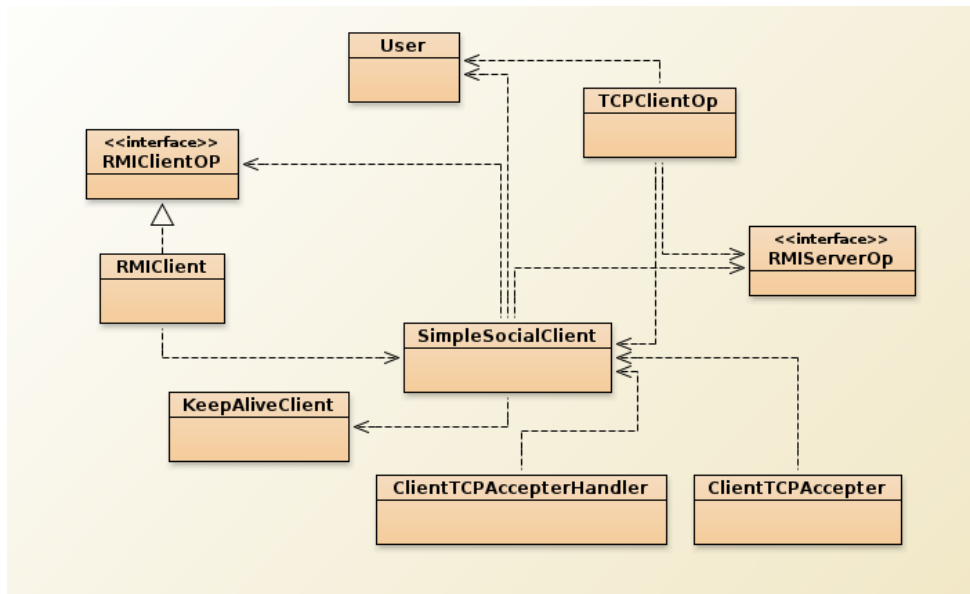 User
TCPClientOp
<<interface>>
RMIClientOP
<<interface>>
RMIServerOp
RMIClient
SimpleSocialClient
KeepAliveClient
ClientTCPAccepterHandler
ClientTCPAccepter